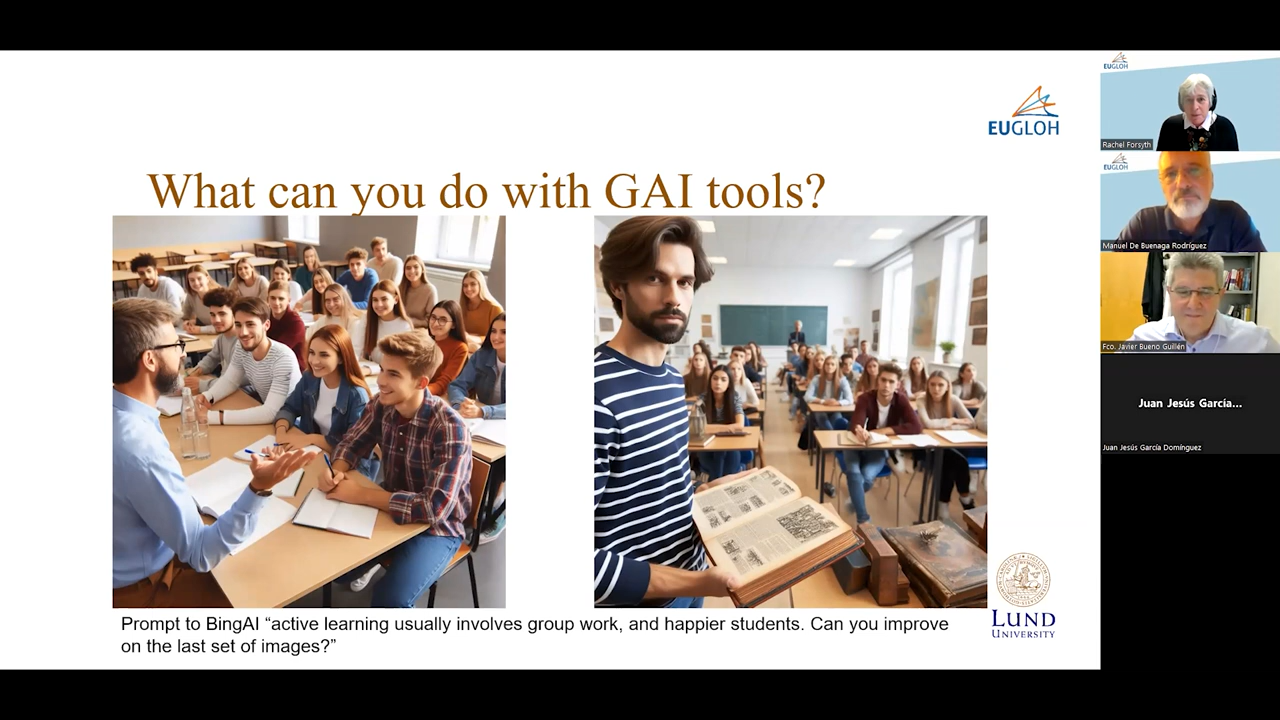 EUGLOH
What can you do with GAI tools?
Prompt to BingAI “active learning usually involves group work, and happier students. Can you improve
on the last set of images?”
LUND
UNIVERSITY
EUGLOH
Rachel Forsyth
EUGLOH
Manuel De Buenaga Rodríguez
Fco. Javier Bueno Guillén
Juan Jesús García...
Juan Jesús García Domínguez